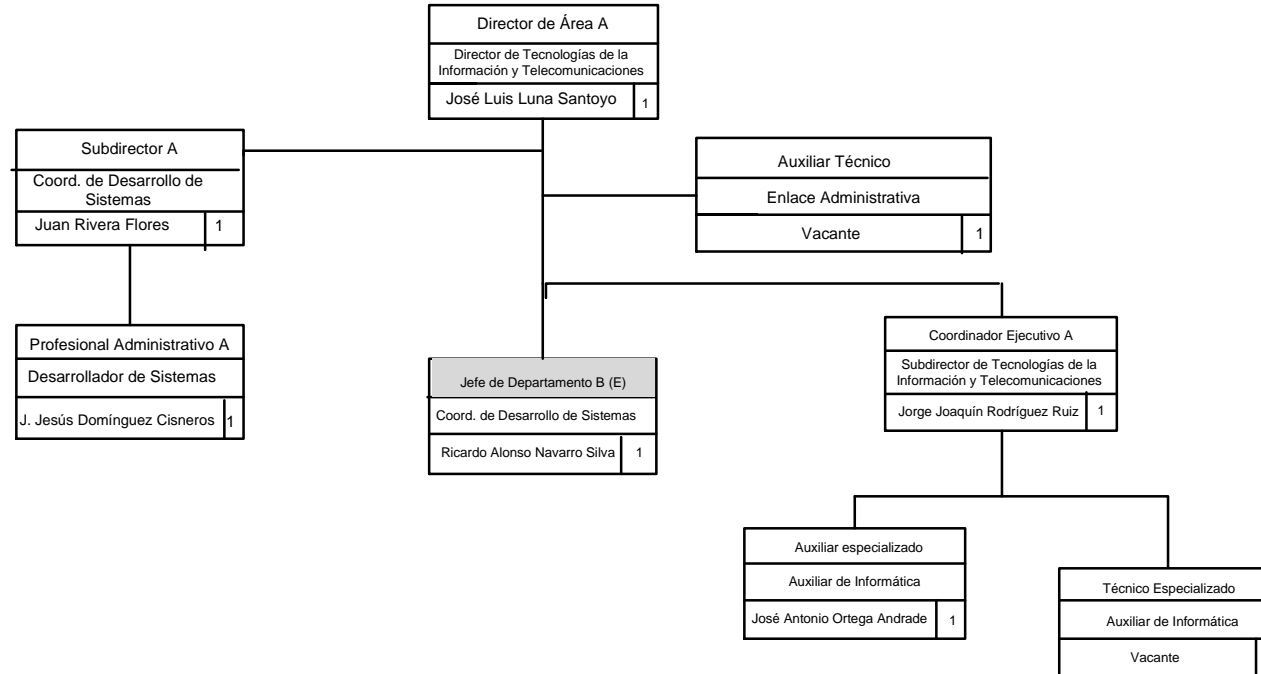 Director de Área A
Director de Tecnologías de la
Información y Telecomunicaciones
José Luis Luna Santoyo 1
Subdirector A
Coord. de Desarrollo de
Sistemas
Juan Rivera Flores 1
Auxiliar Técnico
Enlace Administrativa
Vacante 1
Profesional Administrativo A
Desarrollador de Sistemas
J. Jesús Domínguez Cisneros 1
Jefe de Departamento B (E)
Coord. de Desarrollo de Sistemas
Ricardo Alonso Navarro Silva 1
Coordinador Ejecutivo A
Subdirector de Tecnologías de la
Información y Telecomunicaciones
Jorge Joaquín Rodríguez Ruiz 1
Auxiliar especializado
Auxiliar de Informática
José Antonio Ortega Andrade 1
Técnico Especializado
Auxiliar de Informática
Vacante